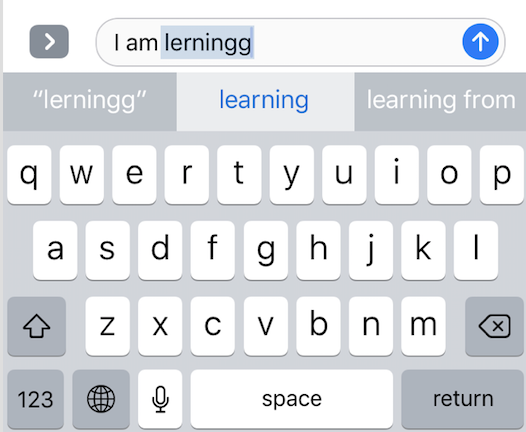 I am lerningg
“lerningg” learning learning from
q w e r t y u i o p
a s d f g h j k l
z x c v b n m
123 space return